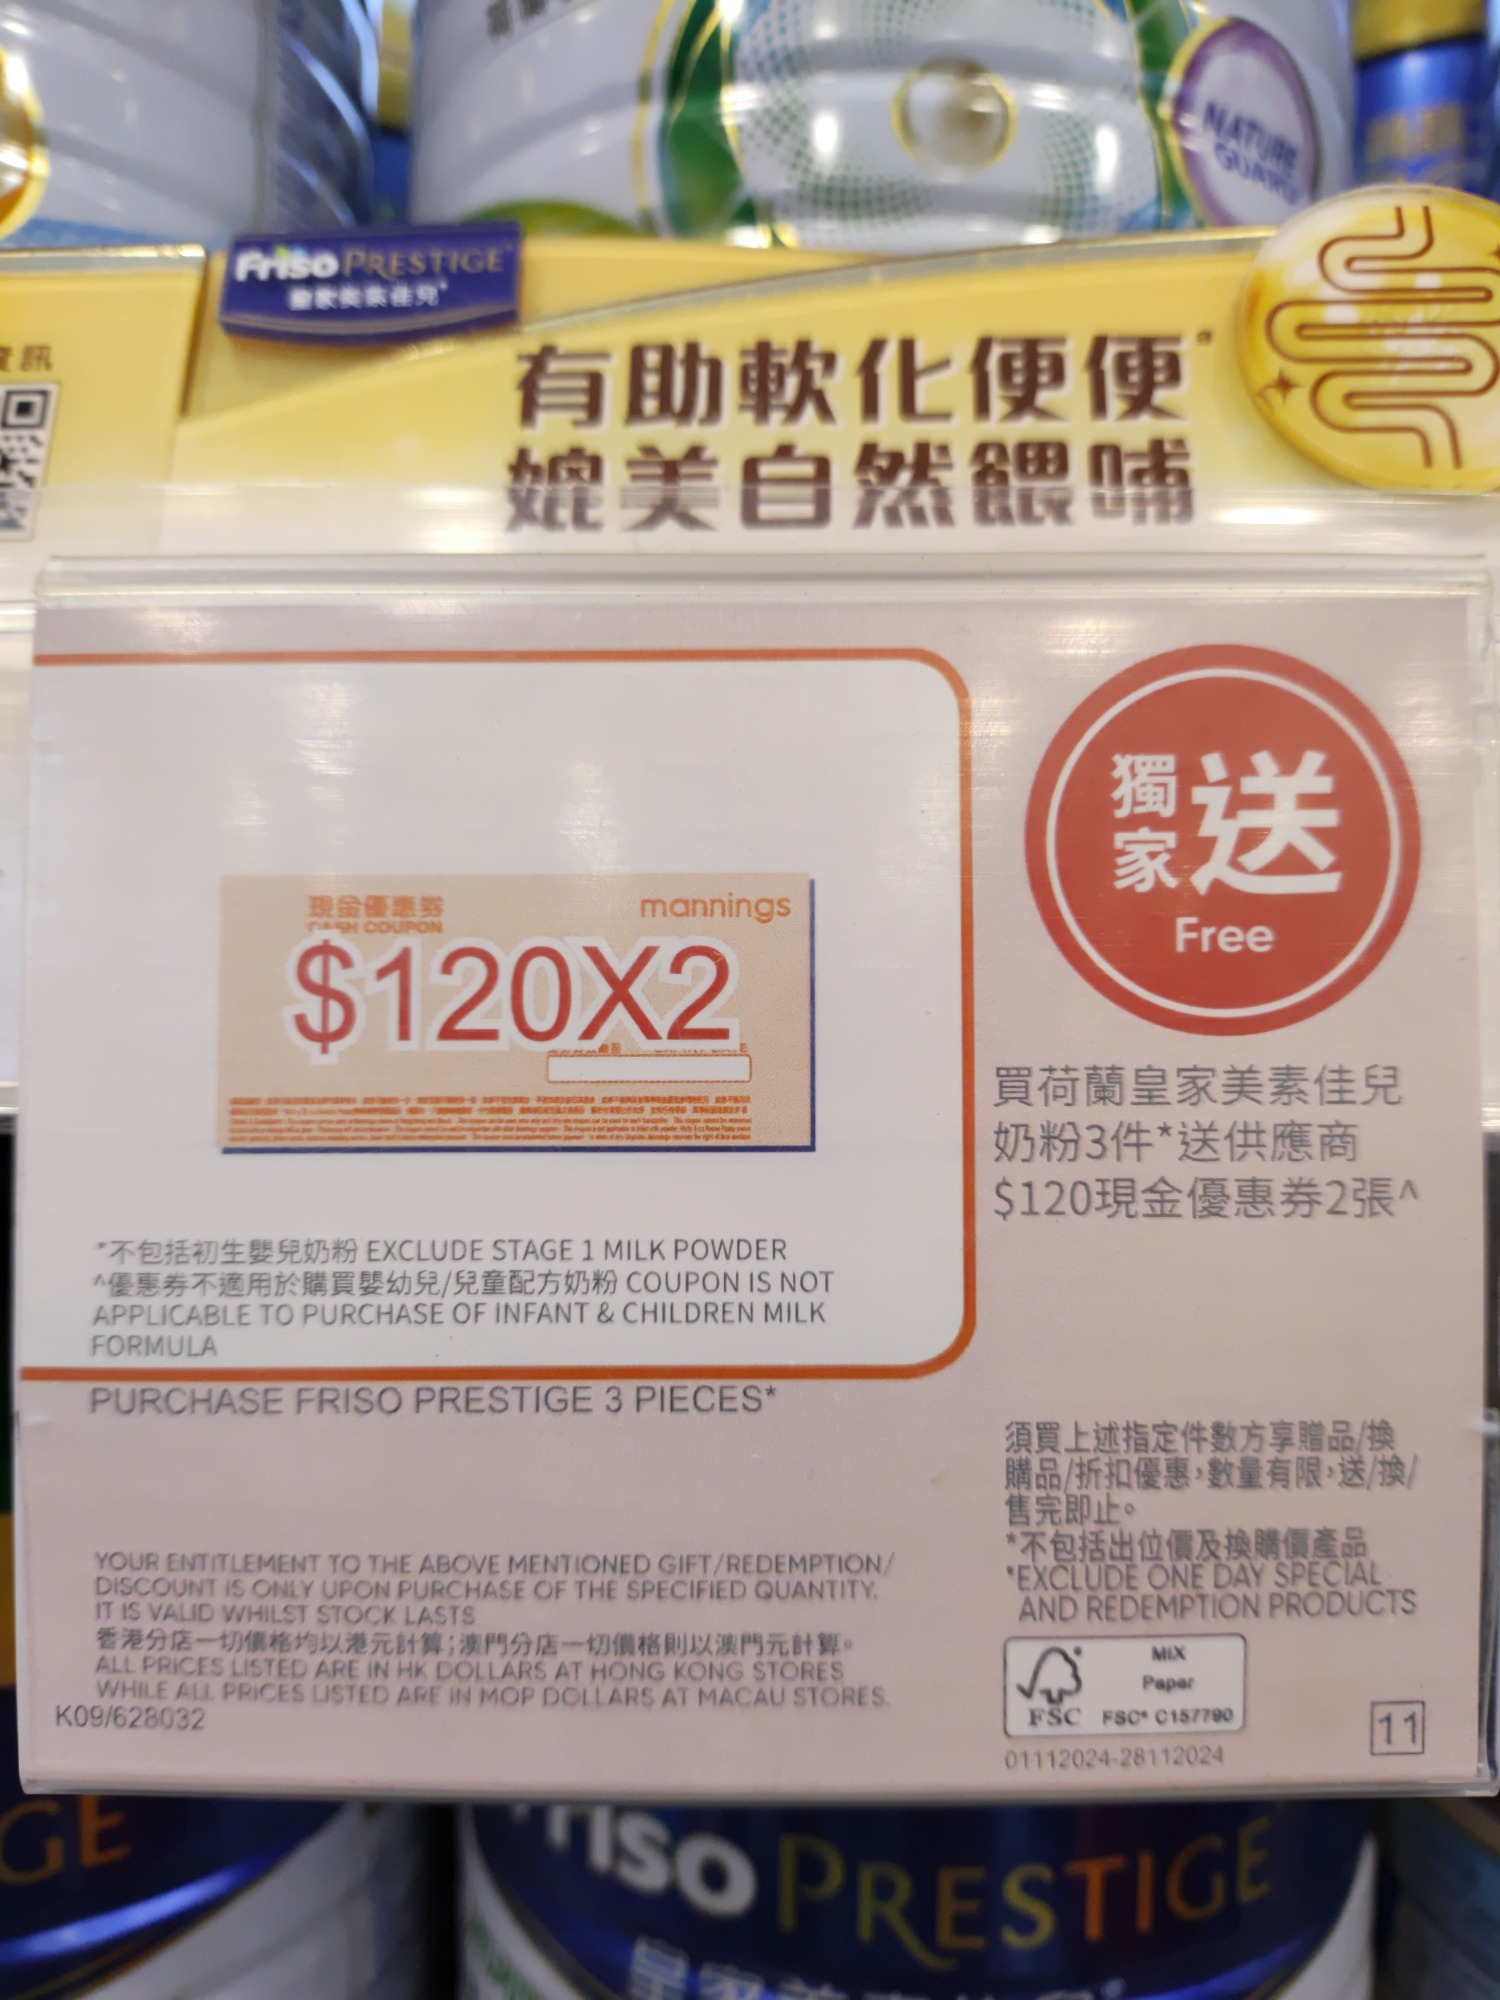 NATURE
GUARD
Friso PRESTIGE
皇家美素佳兒
資訊
有助軟化便便
媲美自然餵哺
現金優惠券
CASH COUPON
mannings
$120X2
獨家送
Free
買荷蘭皇家美素佳兒
奶粉3件*送供應商
$120現金優惠券2張^
*不包括初生嬰兒奶粉 EXCLUDE STAGE 1 MILK POWDER
^優惠券不適用於購買嬰幼兒/兒童配方奶粉 COUPON IS NOT
APPLICABLE TO PURCHASE OF INFANT & CHILDREN MILK
FORMULA
PURCHASE FRISO PRESTIGE 3 PIECES*
須買上述指定件數方享贈品/換
購品/折扣優惠,數量有限,送/換/
售完即止。
*不包括出位價及換購價產品
*EXCLUDE ONE DAY SPECIAL
AND REDEMPTION PRODUCTS
YOUR ENTITLEMENT TO THE ABOVE MENTIONED GIFT/REDEMPTION/
DISCOUNT IS ONLY UPON PURCHASE OF THE SPECIFIED QUANTITY.
IT IS VALID WHILST STOCK LASTS
香港分店一切價格均以港元計算;澳門分店一切價格則以澳門元計算。
ALL PRICES LISTED ARE IN HK DOLLARS AT HONG KONG STORES
WHILE ALL PRICES LISTED ARE IN MOP DOLLARS AT MACAU STORES.
K09/628032
FSC
MIX
Paper
FSC® C157790
01112024-28112024
11
GE
Friso PRESTIGE